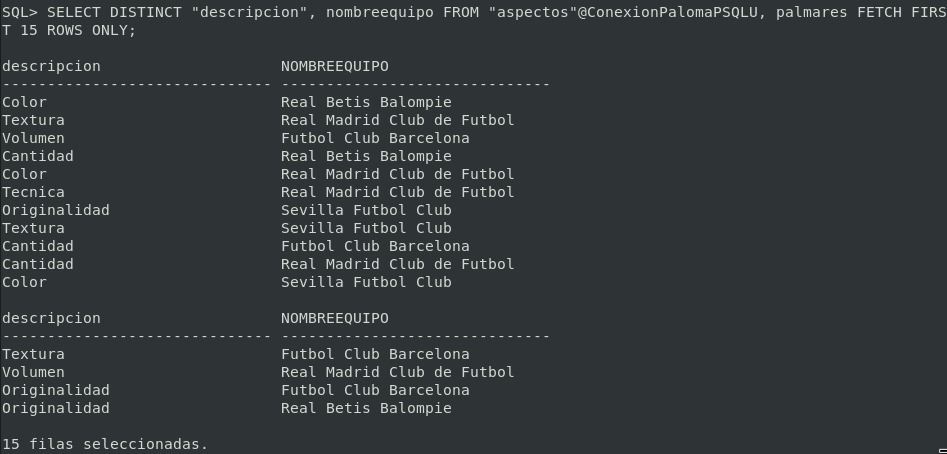 SQL> SELECT DISTINCT "descripcion", nombreequipo FROM "aspectos"@ConexionPalomaPSQLU, palmares FETCH FIRS
T 15 ROWS ONLY;
descripcion                    NOMBREEQUIPO
------------------------------ ------------------------------
Color                          Real Betis Balompie
Textura                        Real Madrid Club de Futbol
Volumen                        Futbol Club Barcelona
Cantidad                       Real Betis Balompie
Color                          Real Madrid Club de Futbol
Tecnica                        Real Madrid Club de Futbol
Originalidad                   Sevilla Futbol Club
Textura                        Sevilla Futbol Club
Cantidad                       Futbol Club Barcelona
Cantidad                       Real Madrid Club de Futbol
Color                          Sevilla Futbol Club
descripcion                    NOMBREEQUIPO
------------------------------ ------------------------------
Textura                        Futbol Club Barcelona
Volumen                        Real Madrid Club de Futbol
Originalidad                   Futbol Club Barcelona
Originalidad                   Real Betis Balompie
15 filas seleccionadas.